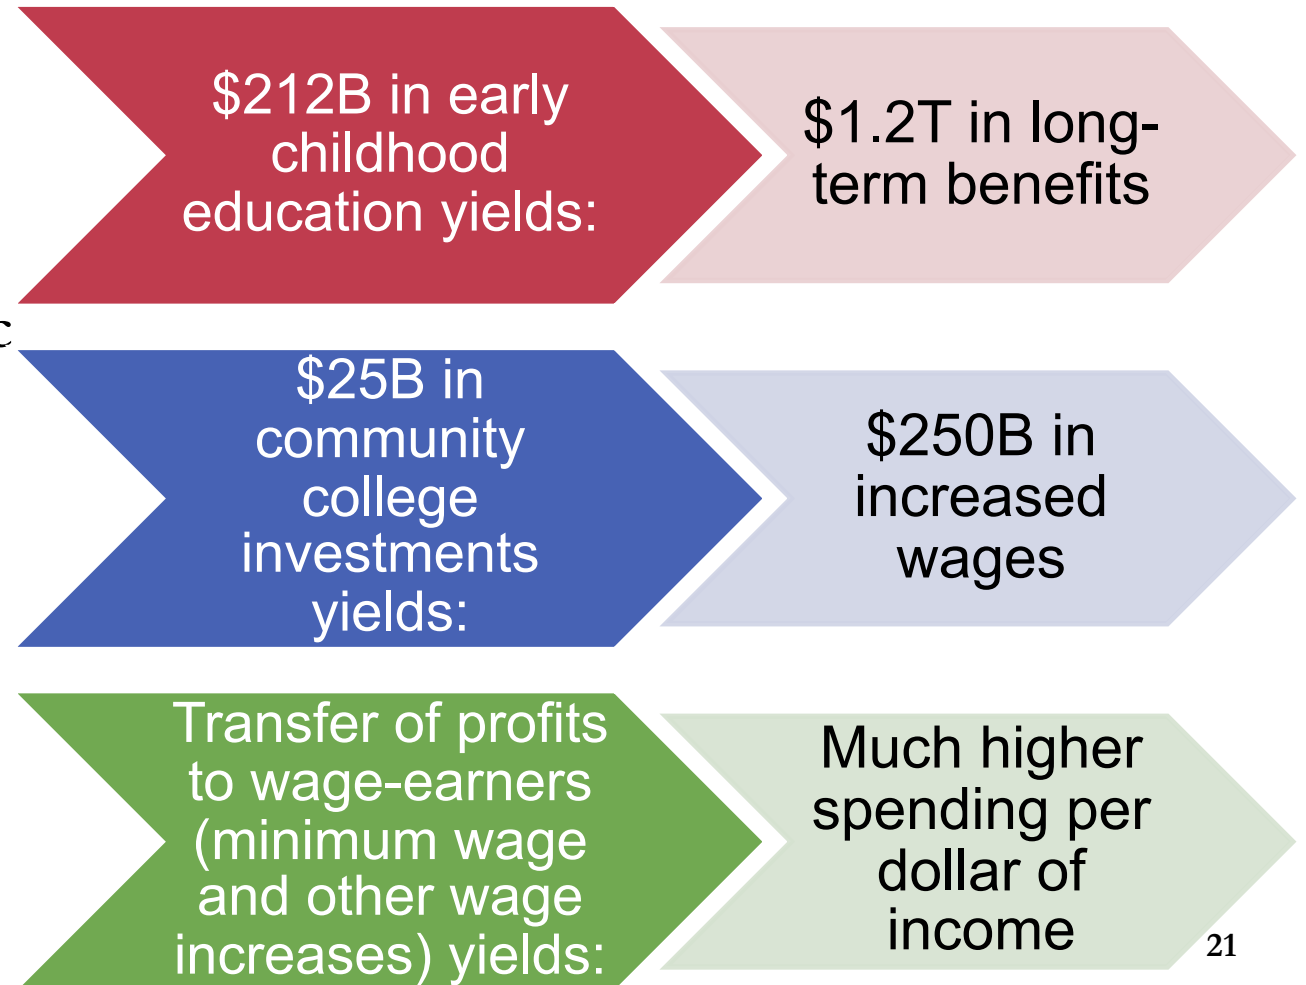 $212B in early
childhood
education yields:
$1.2T in long-
term benefits
c
$25B in
community
college
investments
yields:
$250B in
increased
wages
Transfer of profits
to wage-earners
(minimum wage
and other wage
increases) yields:
Much higher
spending per
dollar of
income
21